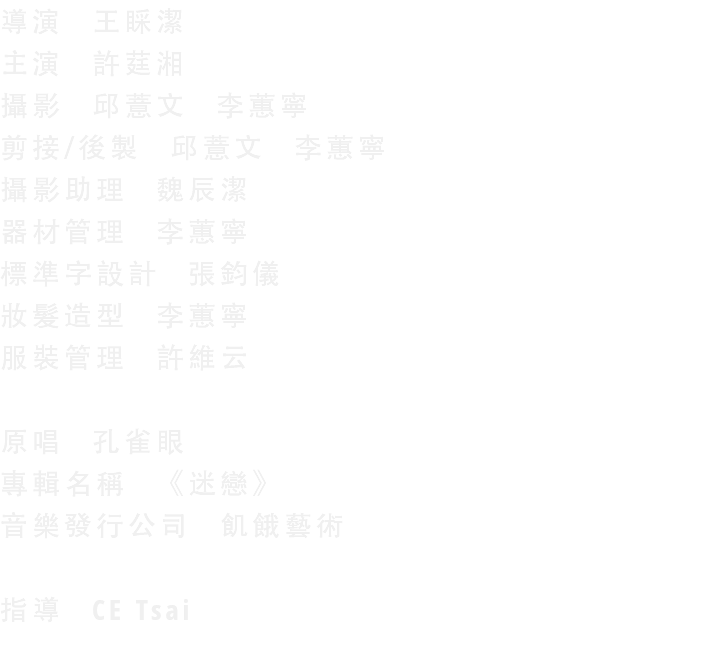 導演 王睬潔
主演 許莛湘
攝影 邱薏文 李蕙寧
剪接/後製 邱薏文 李蕙寧
攝影助理 魏辰潔
器材管理 李蕙寧
標準字設計 張鈞儀
妝髮造型 李蕙寧
服裝管理 許維云
原唱 孔雀眼
專輯名稱 《迷戀》
音樂發行公司 飢餓藝術
指導 CE Tsai